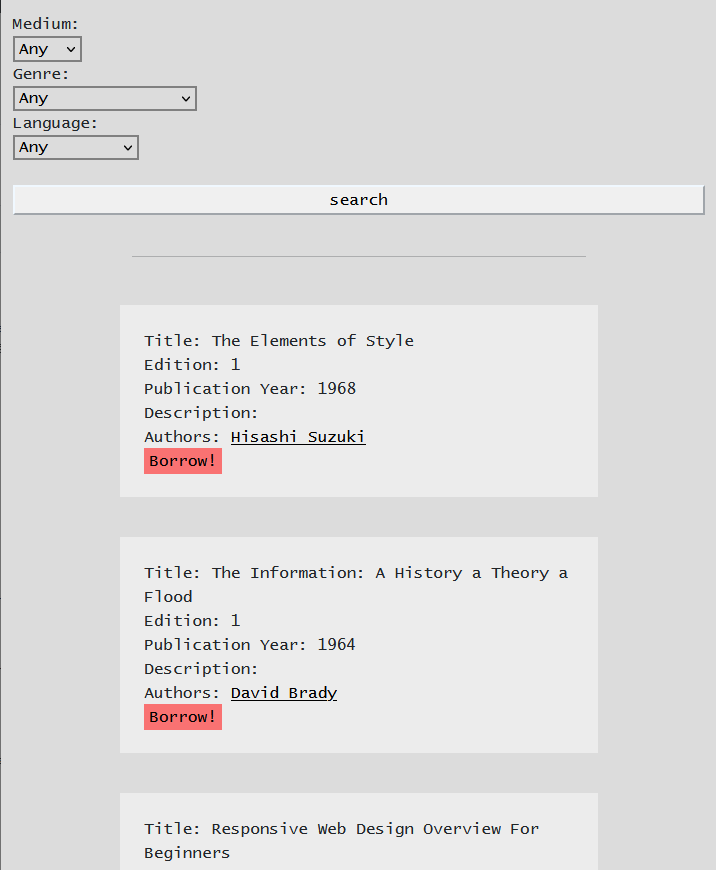 Medium:
Any
Genre:
Any
Language:
Any
search
Title: The Elements of Style
Edition: 1
Publication Year: 1968
Description:
Authors: Hisashi Suzuki
Borrow!
Title: The Information: A History a Theory a
Flood
Edition: 1
Publication Year: 1964
Description:
Authors: David Brady
Borrow!
Title: Responsive Web Design Overview For
Beginners